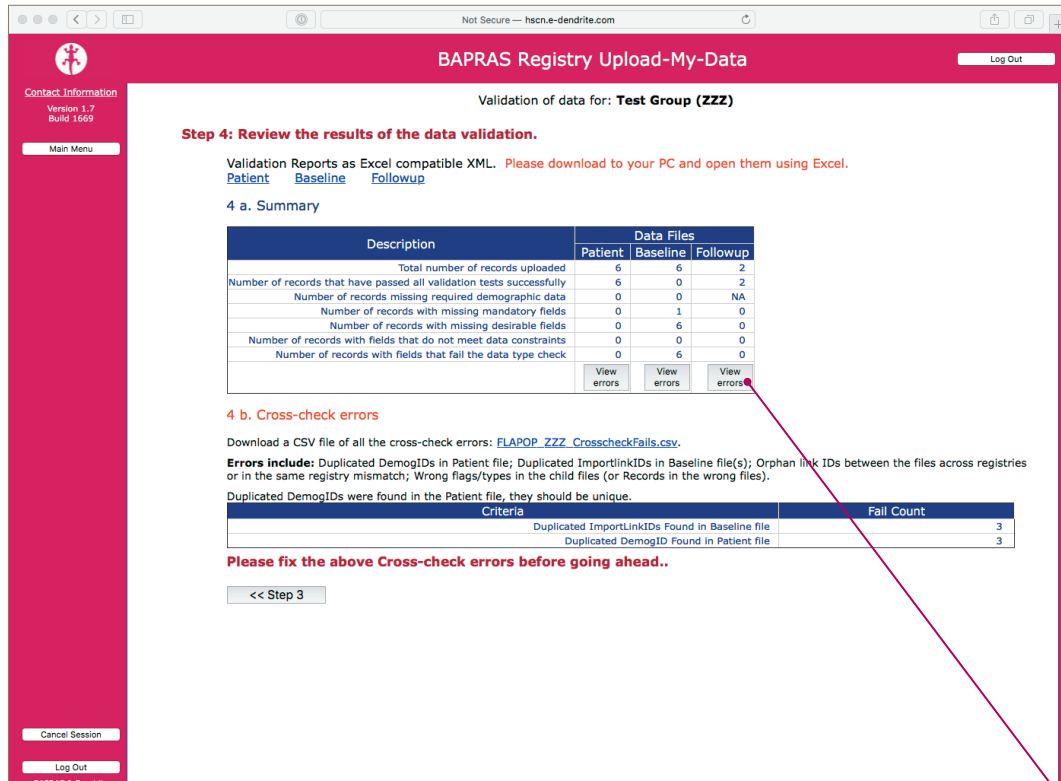 Not Secure — hscn.e-dendrite.com
BAPRAS Registry Upload-My-Data
Log Out
Contact Information
Version 1.7
Build 1669
Main Menu
Validation of data for: Test Group (ZZZ)
Step 4: Review the results of the data validation.
Validation Reports as Excel compatible XML. Please download to your PC and open them using Excel.
Patient Baseline Followup
4 a. Summary
Description Data Files
Patient Baseline Followup
Total number of records uploaded 6 6 2
Number of records that have passed all validation tests successfully 6 0 2
Number of records missing required demographic data 0 0 NA
Number of records with missing mandatory fields 0 1 0
Number of records with missing desirable fields 0 6 0
Number of records with fields that do not meet data constraints 0 0 0
Number of records with fields that fail the data type check 0 6 0
View errors View errors View errors
4 b. Cross-check errors
Download a CSV file of all the cross-check errors: FLAPOP_ZZZ_CrosscheckFails.csv.
Errors include: Duplicated DemogIDs in Patient file; Duplicated ImportlinkIDs in Baseline file(s); Orphan link IDs between the files across registries
or in the same registry mismatch; Wrong flags/types in the child files (or Records in the wrong files).
Duplicated DemogIDs were found in the Patient file, they should be unique.
Criteria Fail Count
Duplicated ImportLinkIDs Found in Baseline file 3
Duplicated DemogID Found in Patient file 3
Please fix the above Cross-check errors before going ahead..
<< Step 3
Cancel Session
Log Out